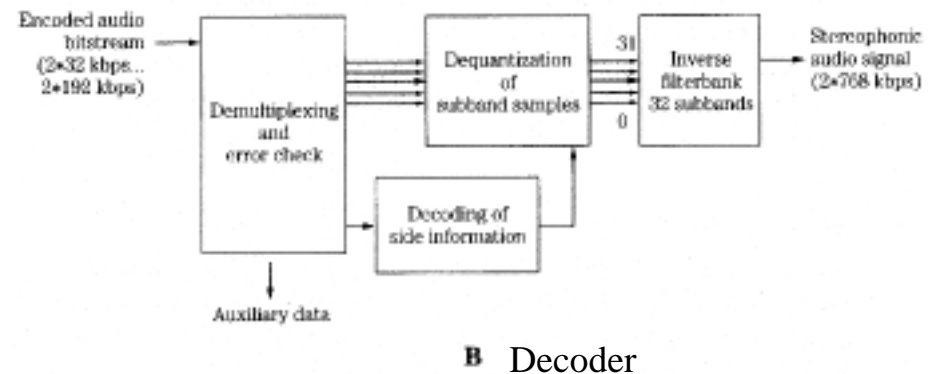 Encoded audio
bitstream
(2*32 kbps...
2*192 kbps)
Demultiplexing
and
error check
Auxiliary data
Dequantization
of
subband samples
Decoding of
side information
31
0
Inverse
filterbank
32 subbands
Stereophonic
audio signal
(2*768 kbps)
B Decoder